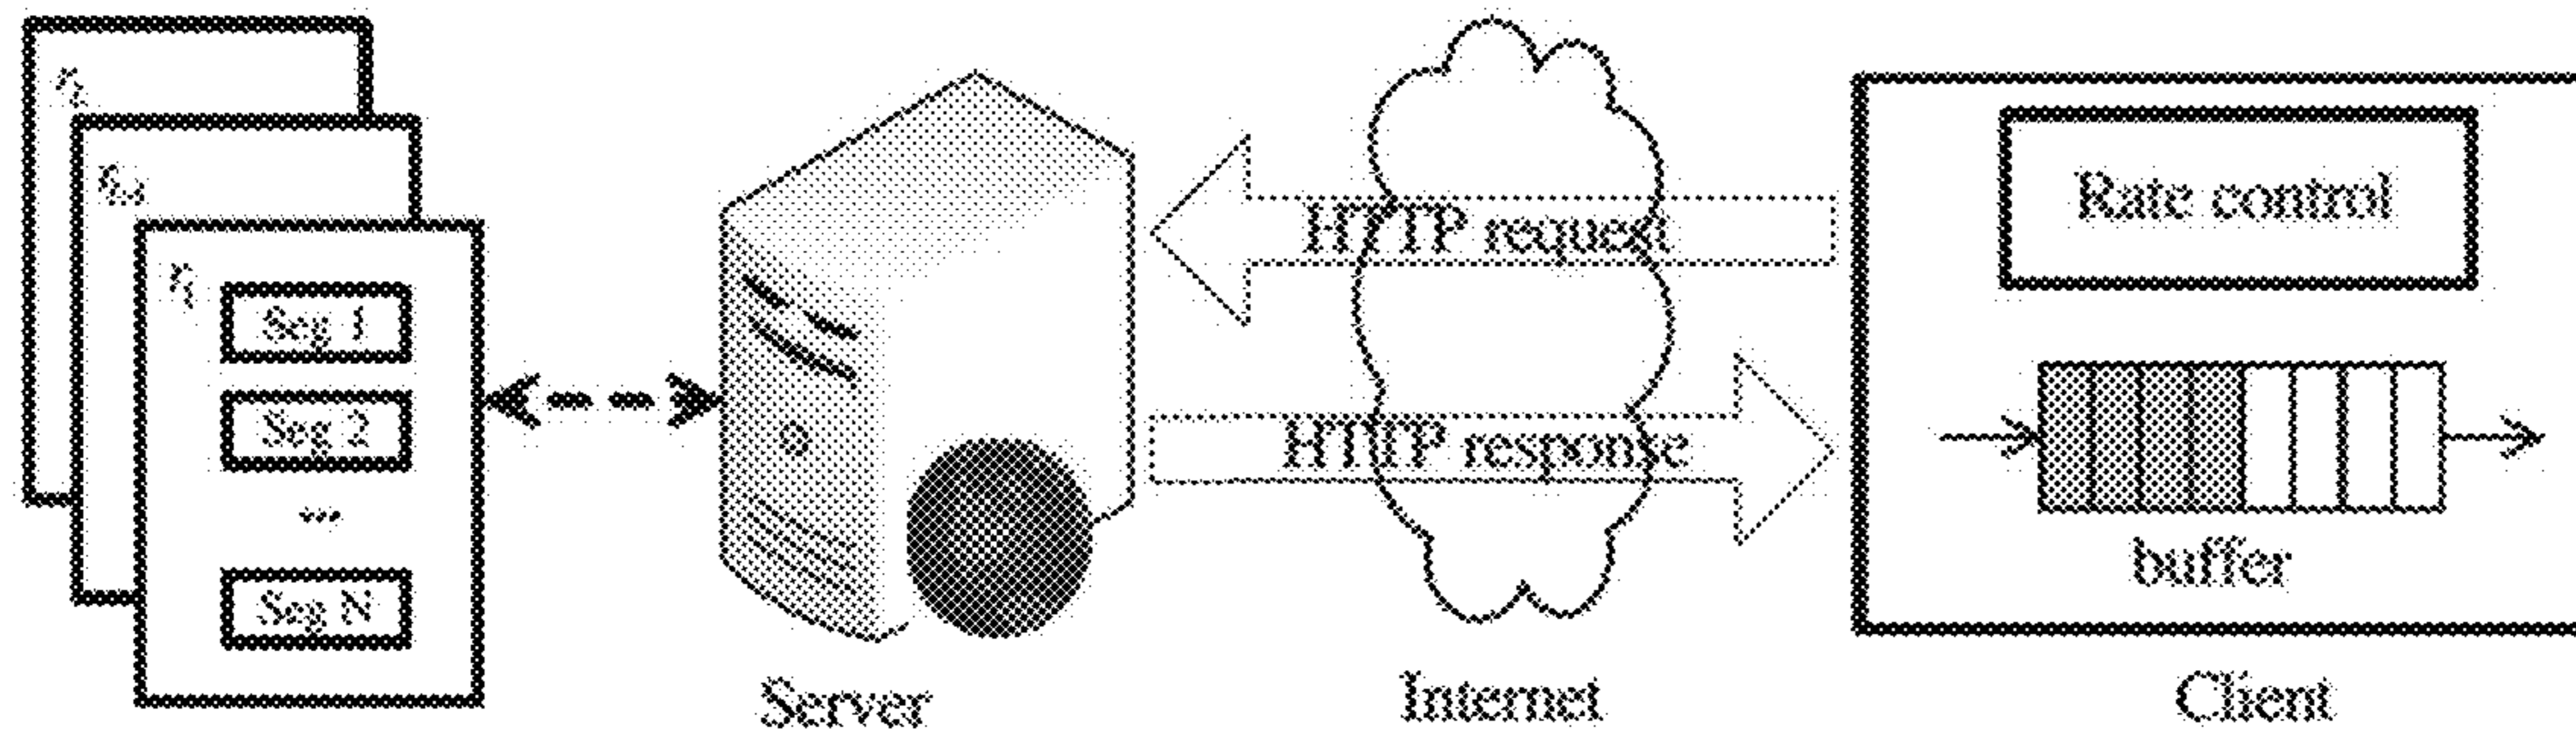 Seg 1
Seg 2
...
Seg N
Server
HTTP request
HTTP response
Internet
Rate control
buffer
Client